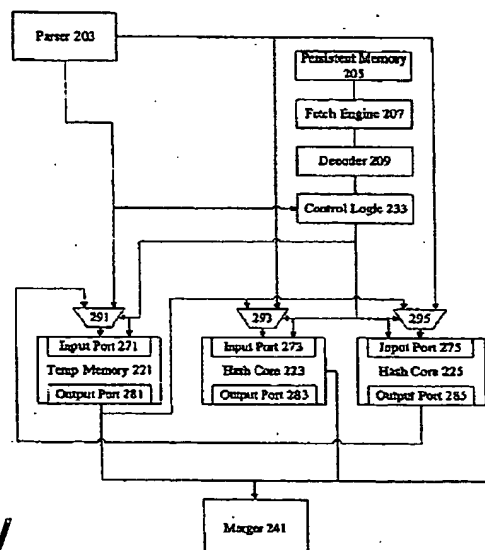 Parser 203
Persistent Memory
205
Fetch Engine 207
Decoder 209
Control Logic 233
291
293
295
Input Port 271
Temp Memory 221
Output Port 281
Input Port 273
Hash Core 223
Output Port 283
Input Port 275
Hash Core 225
Output Port 285
Merger 241